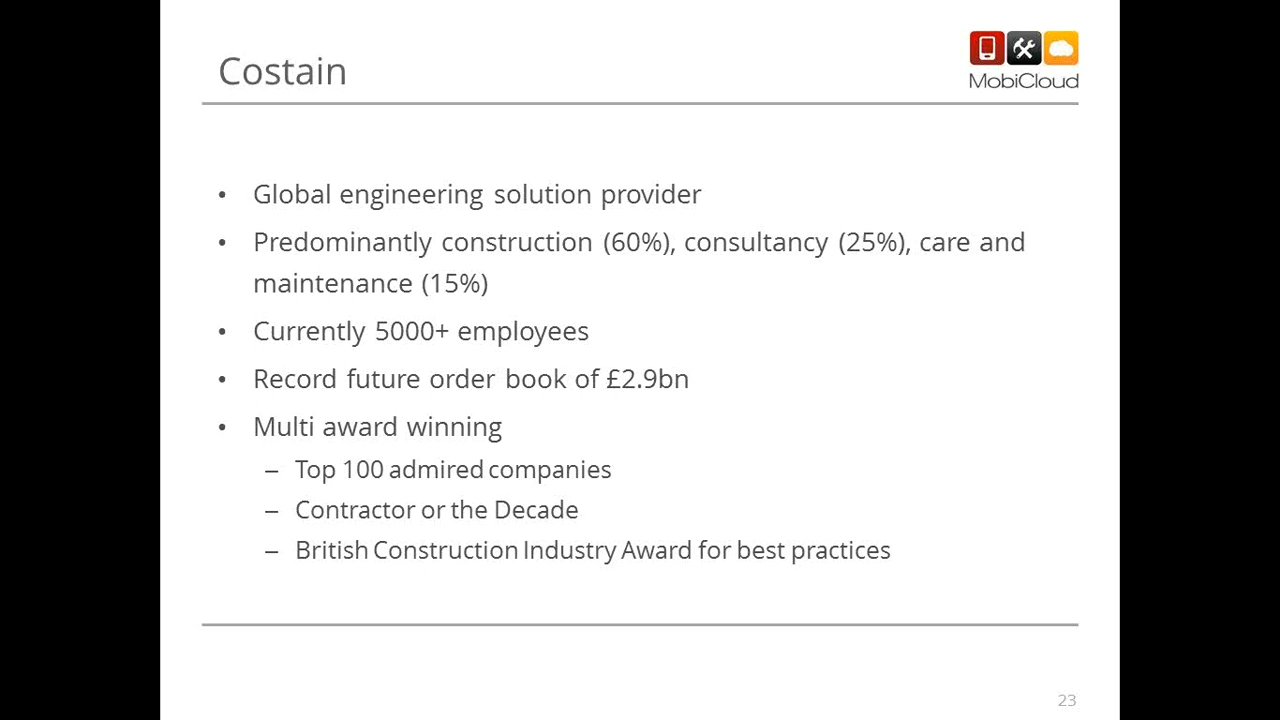 Costain
MobiCloud
• Global engineering solution provider
• Predominantly construction (60%), consultancy (25%), care and
maintenance (15%)
• Currently 5000+ employees
• Record future order book of £2.9bn
• Multi award winning
– Top 100 admired companies
– Contractor or the Decade
– British Construction Industry Award for best practices
23